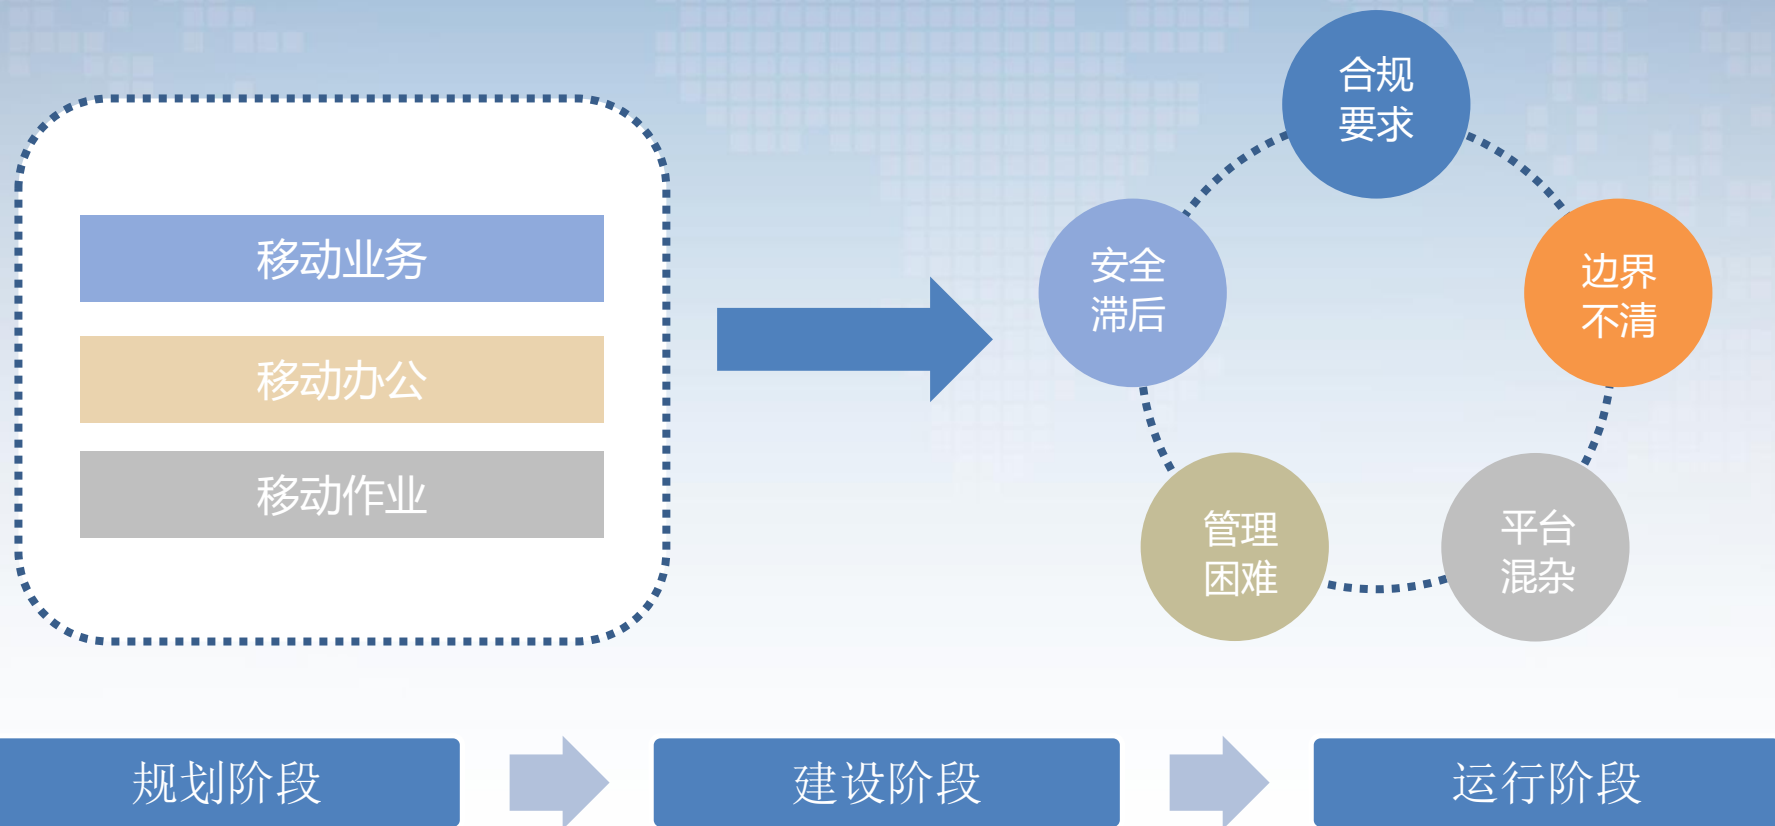 移动业务
移动办公
移动作业
合规
要求
安全
滞后
边界
不清
管理
困难
平台
混杂
规划阶段
建设阶段
运行阶段